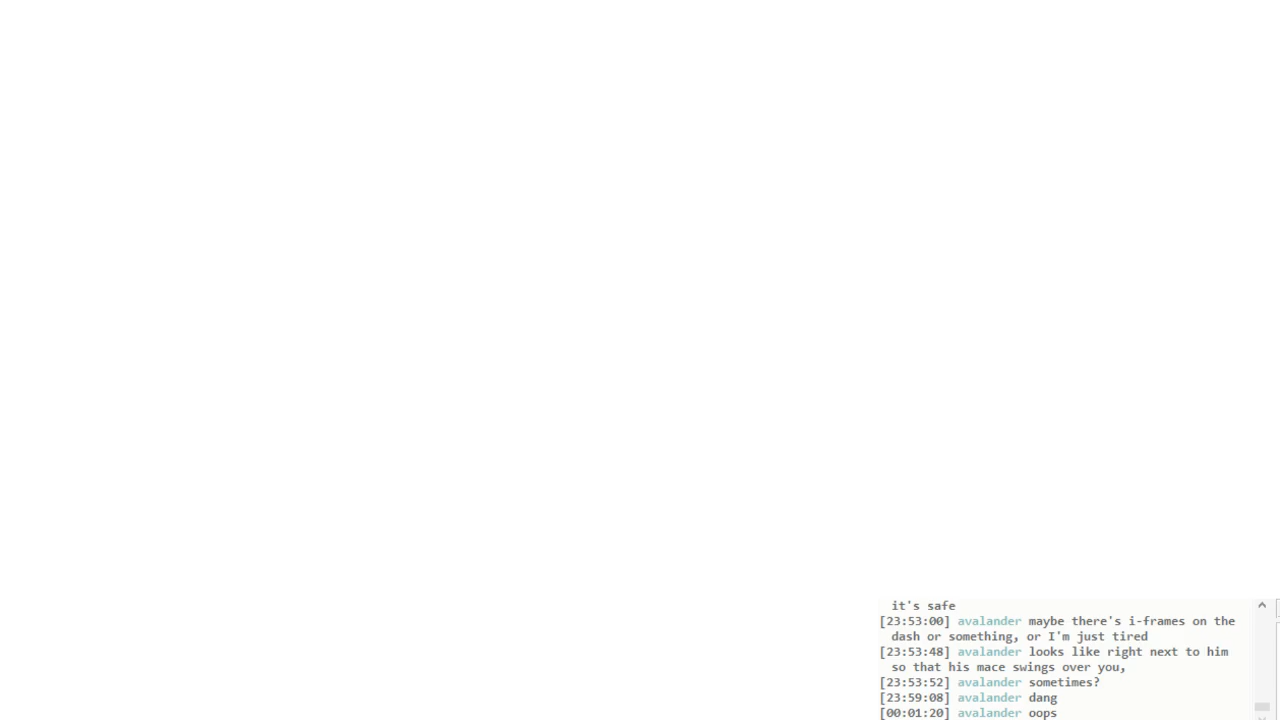 it's safe
[23:53:00] avalander maybe there's i-frames on the
dash or something, or I'm just tired
[23:53:48] avalander looks like right next to him
so that his mace swings over you,
[23:53:52] avalander sometimes?
[23:59:08] avalander dang
[00:01:20] avalander oops